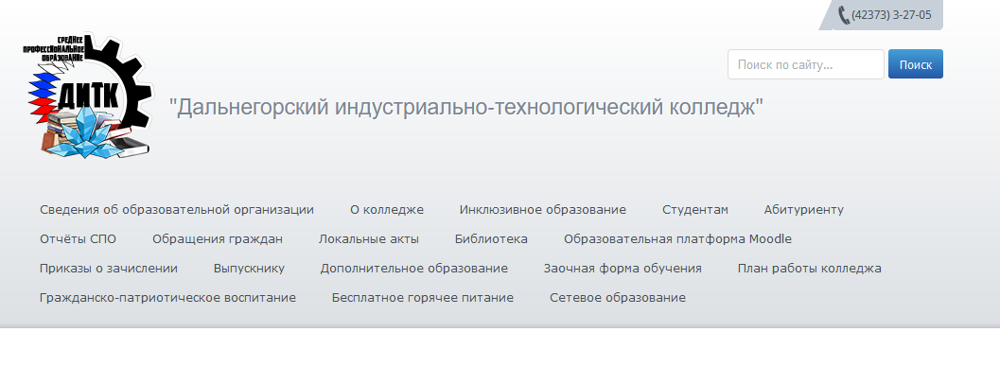 (42373) 3-27-05
СРЕДНЕЕ
ПРОФЕССИОНАЛЬНОЕ
ОБРАЗОВАНИЕ
ДИТК
Поиск по сайту...
Поиск
"Дальнегорский индустриально-технологический колледж"
Сведения об образовательной организации О колледже Инклюзивное образование Студентам Абитуриенту
Отчёты СПО Обращения граждан Локальные акты Библиотека Образовательная платформа Moodle
Приказы о зачислении Выпускнику Дополнительное образование Заочная форма обучения План работы колледжа
Гражданско-патриотическое воспитание Бесплатное горячее питание Сетевое образование